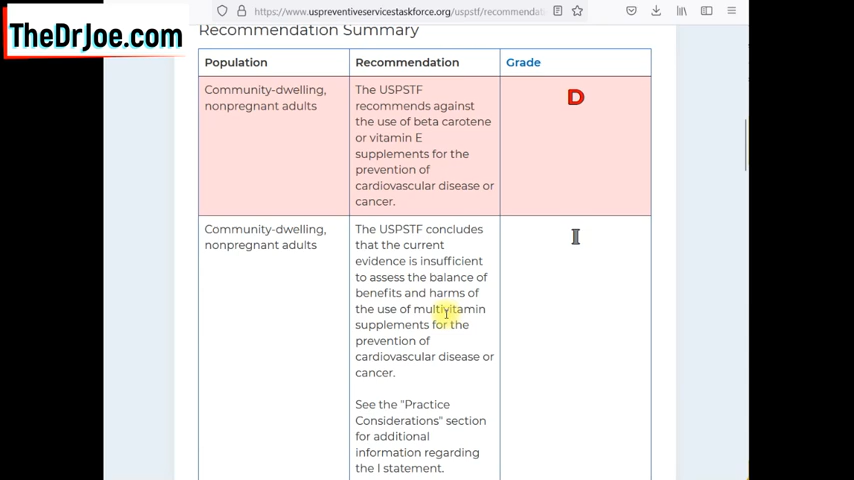 TheDrJoe.com
https://www.uspreventiveservicestaskforce.org/uspstf/recommendat
Recommendation Summary
Population
Recommendation
Grade
Community-dwelling,
nonpregnant adults
The USPSTF
recommends against
the use of beta carotene
or vitamin E
supplements for the
prevention of
cardiovascular disease or
cancer.
D
Community-dwelling,
nonpregnant adults
The USPSTF concludes
that the current
evidence is insufficient
to assess the balance of
benefits and harms of
the use of multivitamin
supplements for the
prevention of
cardiovascular disease or
cancer.
See the "Practice
Considerations" section
for additional
information regarding
the I statement.
I